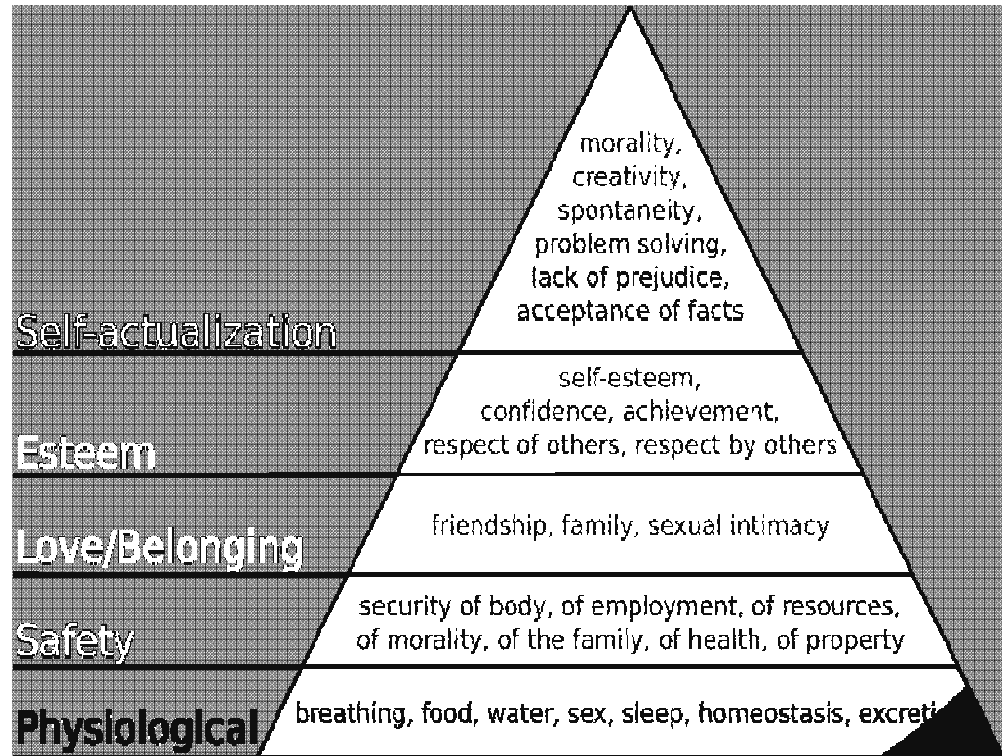 morality,
creativity,
spontaneity,
problem solving,
lack of prejudice,
acceptance of facts
Self-actualization
self-esteem,
confidence, achievement,
respect of others, respect by others
Esteem
friendship, family, sexual intimacy
Love/Belonging
security of body, of employment, of resources,
of morality, of the family, of health, of property
Safety
breathing, food, water, sex, sleep, homeostasis,
Physiological